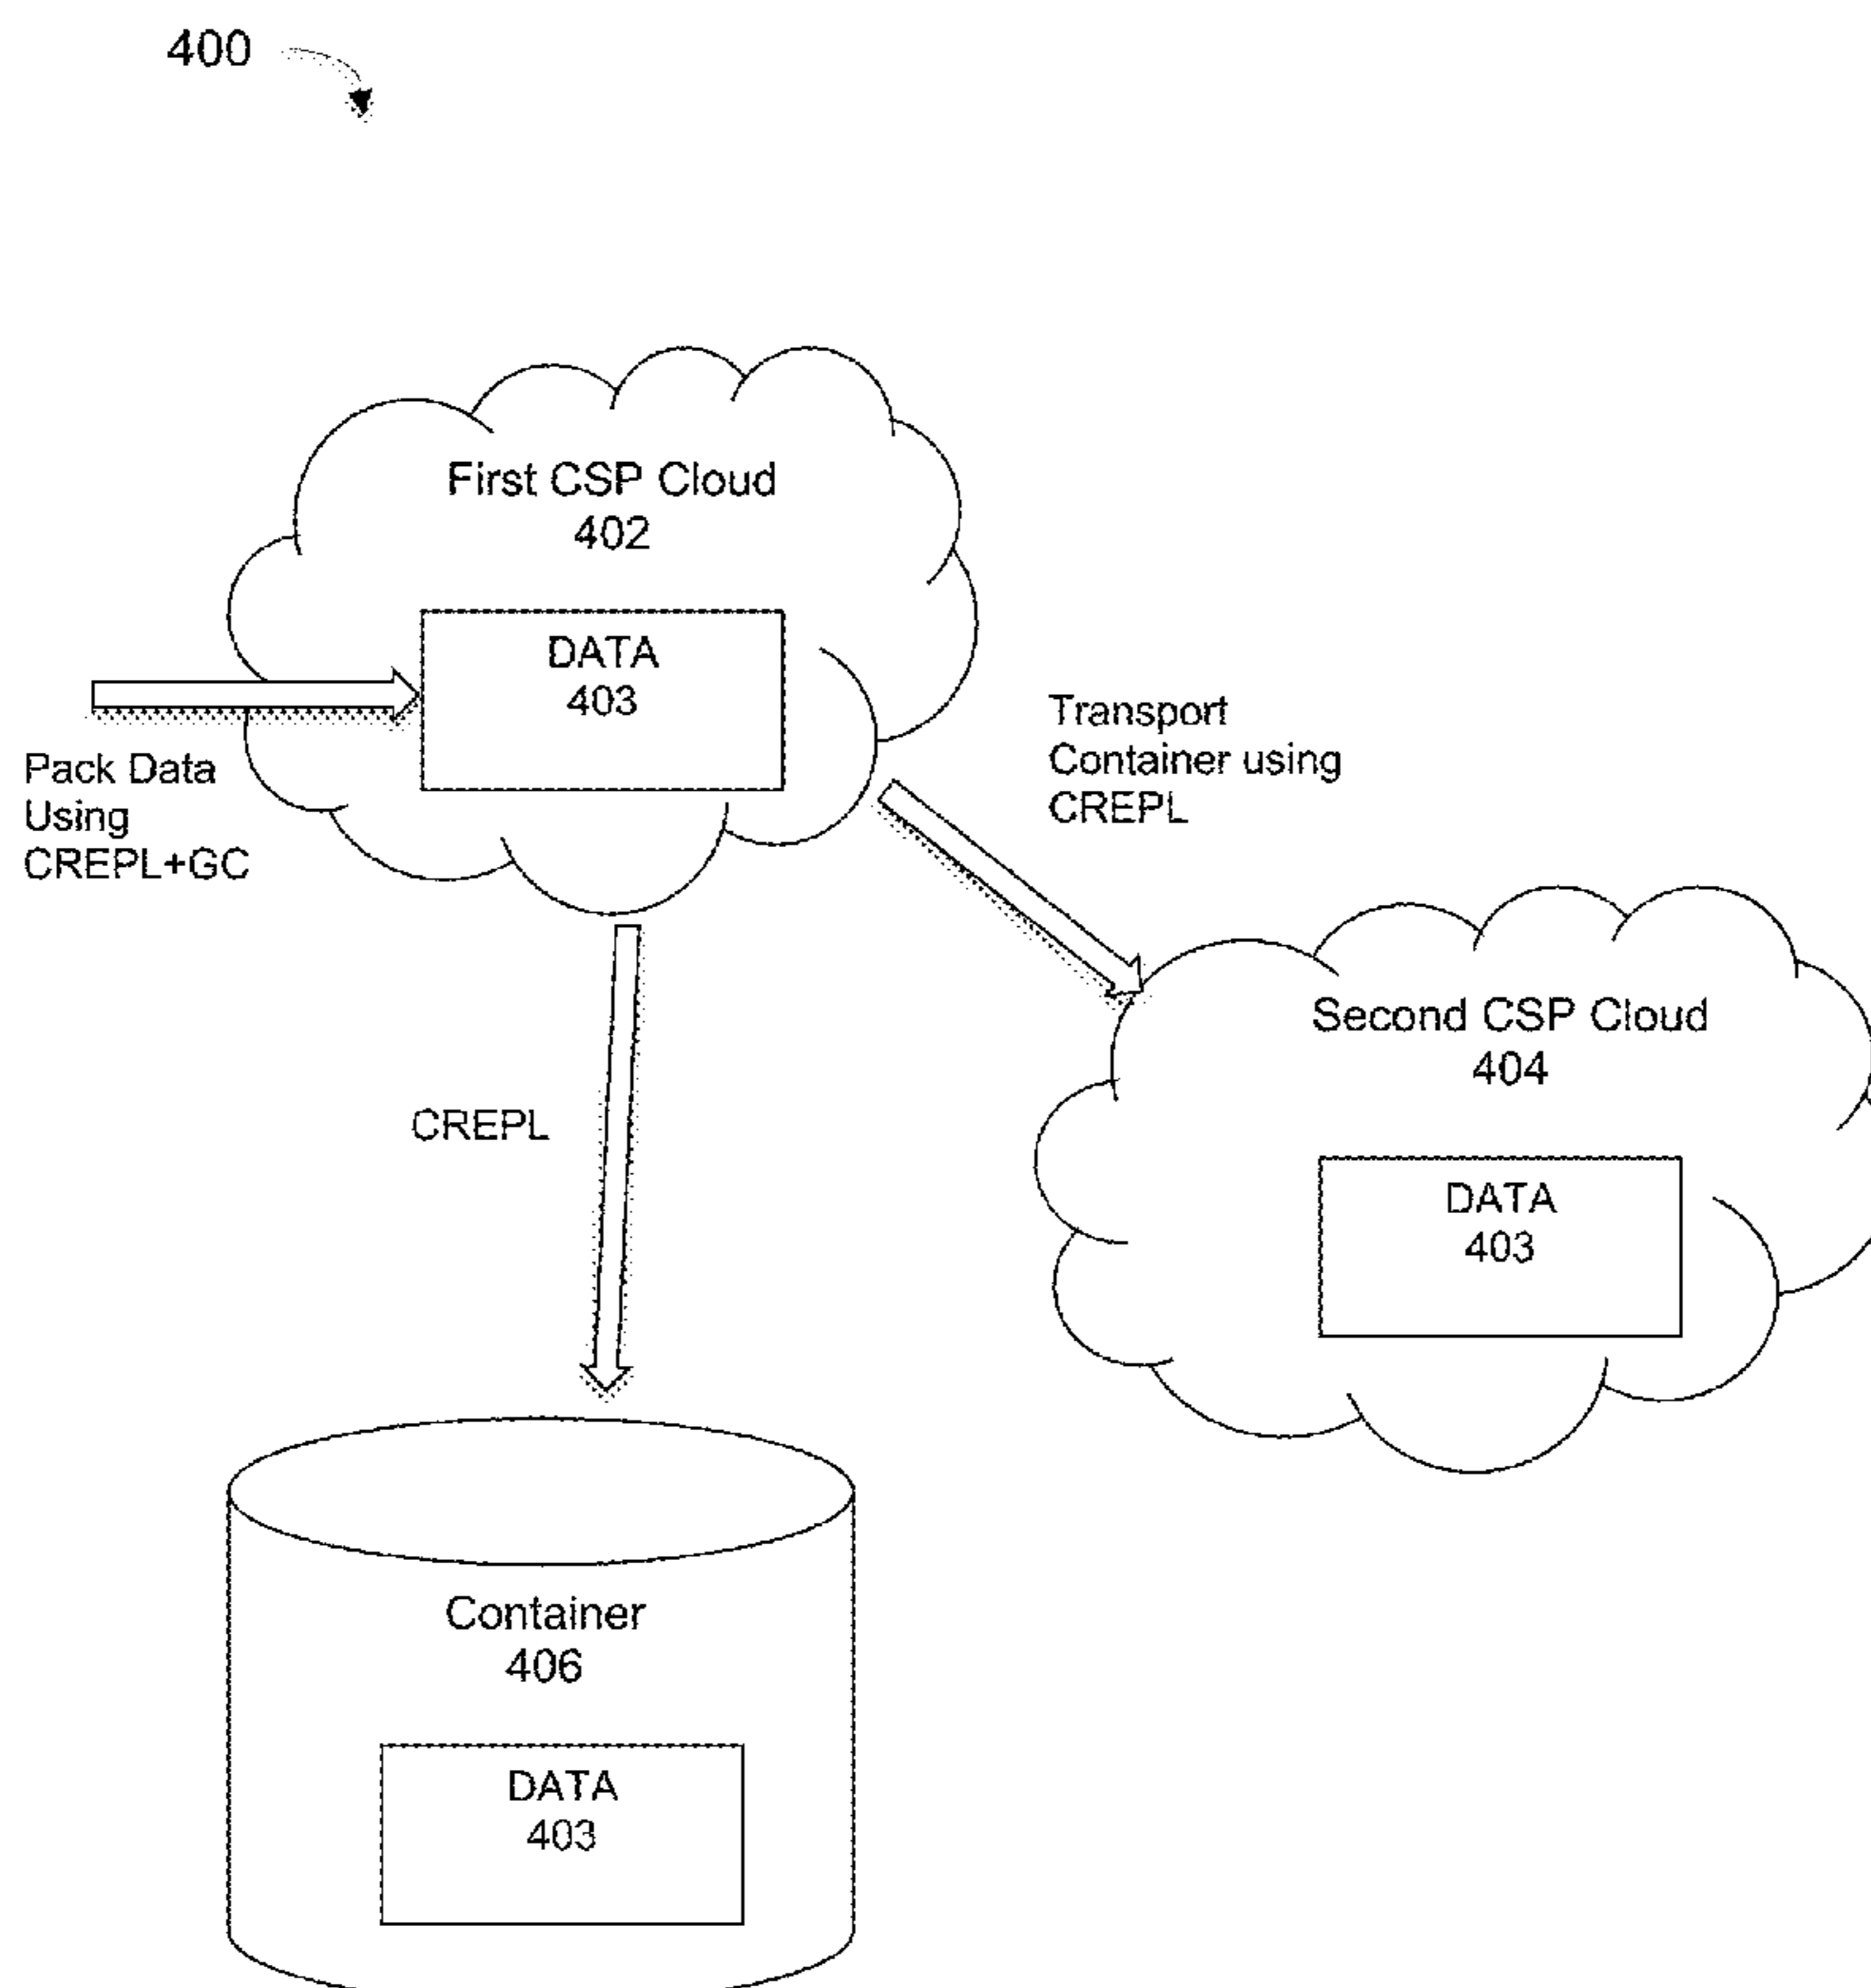 400
First CSP Cloud
402
DATA
403
Pack Data
Using
CREPL+GC
Transport
Container using
CREPL
CREPL
Second CSP Cloud
404
DATA
403
Container
406
DATA
403